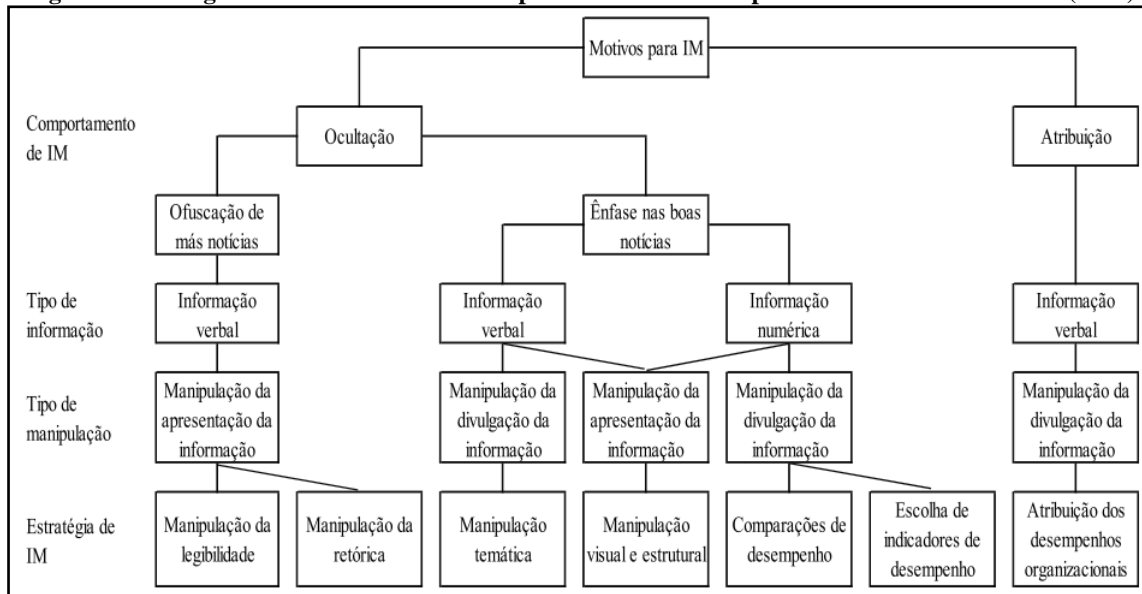 Motivos para IM
Comportamento
de IM
Ocultação
Atribuição
Ofuscação de
más notícias
Ênfase nas boas
notícias
Tipo de
informação
Informação
verbal
Informação
verbal
Informação
numérica
Informação
verbal
Tipo de
manipulação
Manipulação da
apresentação da
informação
Manipulação da
divulgação da
informação
Manipulação da
apresentação da
informação
Manipulação da
divulgação da
informação
Manipulação da
divulgação da
informação
Estratégia de
IM
Manipulação da
legibilidade
Manipulação da
retórica
Manipulação
temática
Manipulação
visual e estrutural
Comparações de
desempenho
Escolha de
indicadores de
desempenho
Atribuição dos
desempenhos
organizacionais